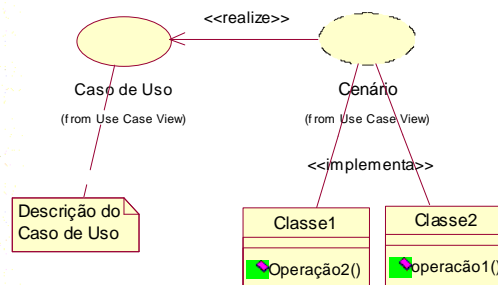 <<realize>>
Caso de Uso
(from Use Case View)
Cenário
(from Use Case View)
<<implementa>>
Descrição do
Caso de Uso
Classe1
Operação2()
Classe2
operacão1()